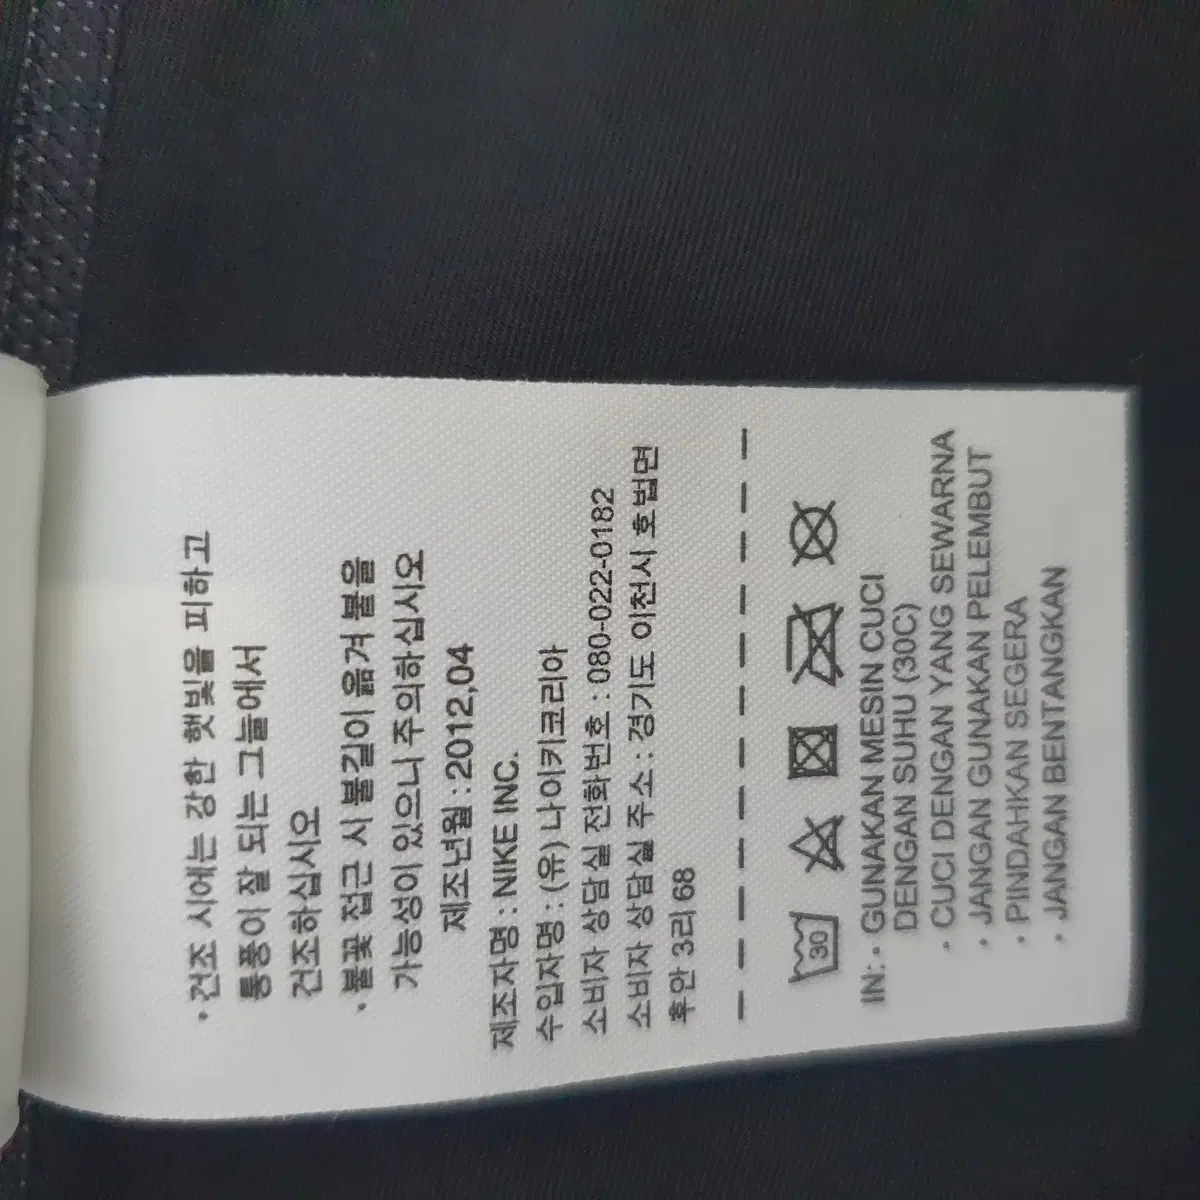 · 건조 시에는 강한 햇빛을 피하고
통풍이 잘 되는 그늘에서
건조하십시오
· 불꽃 접근 시 불길이 옮겨 붙을
가능성이 있으니 주의하십시오
제조년월 : 2012.04
제조자명 : NIKE INC.
수입자명 : (유) 나이키코리아
소비자 상담실 전화번호 : 080-022-0182
소비자 상담실 주소 : 경기도 이천시 호법면
후안 3리 68
30
IN: · GUNAKAN MESIN CUCI
DENGAN SUHU (30C)
· CUCI DENGAN YANG SEWARNA
· JANGAN GUNAKAN PELEMBUT
· PINDAHKAN SEGERA
· JANGAN BENTANGKAN